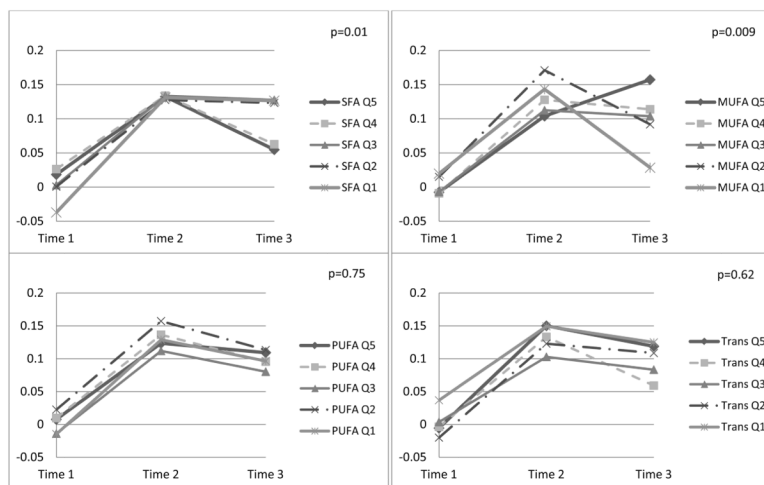 p=0.01
0.2
0.15
0.1
0.05
0
-0.05
Time 1 Time 2 Time 3
SFA Q5
SFA Q4
SFA Q3
SFA Q2
SFA Q1
p=0.009
0.2
0.15
0.1
0.05
0
-0.05
Time 1 Time 2 Time 3
MUFA Q5
MUFA Q4
MUFA Q3
MUFA Q2
MUFA Q1
p=0.75
0.2
0.15
0.1
0.05
0
-0.05
Time 1 Time 2 Time 3
PUFA Q5
PUFA Q4
PUFA Q3
PUFA Q2
PUFA Q1
p=0.62
0.2
0.15
0.1
0.05
0
-0.05
Time 1 Time 2 Time 3
Trans Q5
Trans Q4
Trans Q3
Trans Q2
Trans Q1